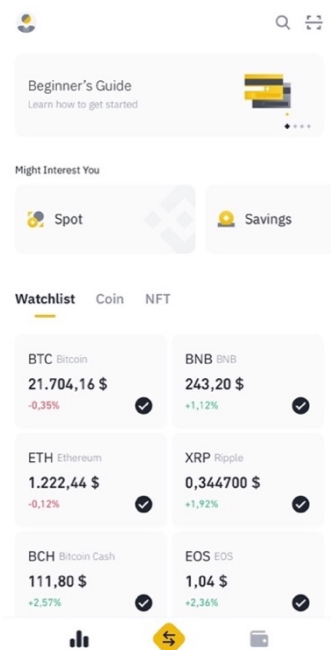 Beginner's Guide
Learn how to get started
Might Interest You
Spot
Savings
Watchlist Coin NFT
BTC Bitcoin
21.704,16 $
-0,35%
BNB BNB
243,20 $
+1,12%
ETH Ethereum
1.222,44 $
-0,12%
XRP Ripple
0,344700 $
+1,92%
BCH Bitcoin Cash
111,80 $
+2,57%
EOS EOS
1,04 $
+2,36%